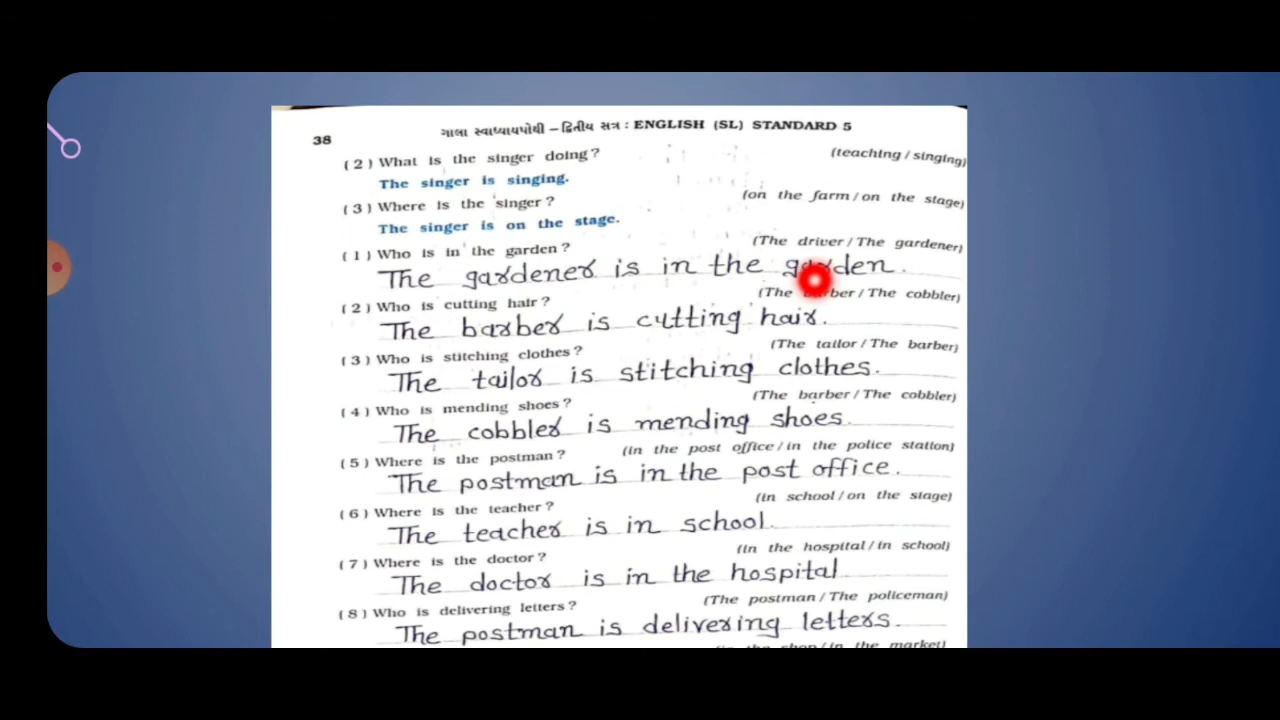 38
ગાલા સ્વાધ્યાયપોથી – દ્વિતીય સત્ર : ENGLISH (SL) STANDARD 5
(2) What is the singer doing? (teaching / singing)
The singer is singing.
(3) Where is the singer? (on the farm / on the stage)
The singer is on the stage.
(1) Who is in the garden? (The driver / The gardener)
The gardener is in the garden.
(2) Who is cutting hair? (The barber / The cobbler)
The barber is cutting hair.
(3) Who is stitching clothes? (The tailor / The barber)
The tailor is stitching clothes.
(4) Who is mending shoes? (The barber / The cobbler)
The cobbler is mending shoes.
(5) Where is the postman? (in the post office / in the police station)
The postman is in the post office.
(6) Where is the teacher? (in school / on the stage)
The teacher is in school.
(7) Where is the doctor? (in the hospital / in school)
The doctor is in the hospital
(8) Who is delivering letters? (The postman / The policeman)
The postman is delivering letters.
shop / in the market)